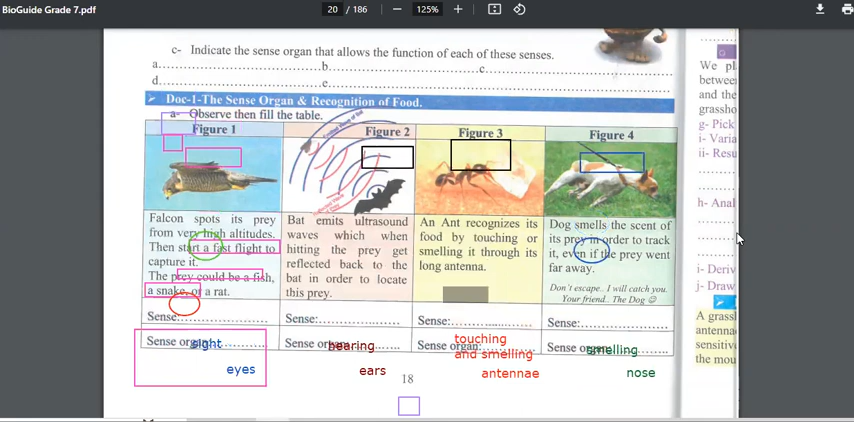 BioGuide Grade 7.pdf
20 / 186
125%
c- Indicate the sense organ that allows the function of each of these senses.
a..............................b..............................c..............................
d..............................e..............................
Doc-1-The Sense Organ & Recognition of Food.
a- Observe then fill the table.
Figure 1
Figure 2
Figure 3
Figure 4
Falcon spots its prey
from very high altitudes.
Then start a fast flight to
capture it.
The prey could be a fish,
a snake, or a rat.
Bat emits ultrasound
waves which when
hitting the prey get
reflected back to the
bat in order to locate
this prey.
An Ant recognizes its
food by touching or
smelling it through its
long antenna.
Dog smells the scent of
its prey in order to track
it, even if the prey went
far away.
Don't escape.. I will catch you.
Your friend.. The Dog ☺
Sense:....................
Sense:....................
Sense:....................
Sense:....................
Sense organ:....................
Sense organ:....................
Sense organ:....................
Sense organ:....................
sight
hearing
touching
and smelling
smelling
eyes
ears
antennae
nose
18
We pl
between
and the
grassho
g- Pick
i- Varia
ii- Resu
h- Anal
i- Deriv
j- Draw
A grassl
antenna
sensitiv
the mou